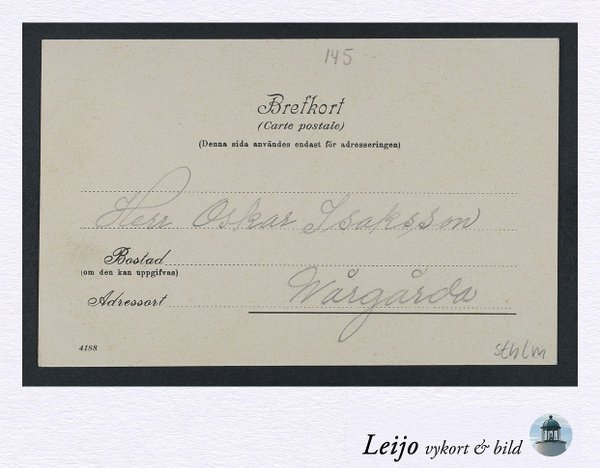 145
Brefkort
(Carte postale)
(Denna sida användes endast för adresseringen)
Herr Oskar Isaksson
Bostad
(om den kan uppgifvas)
Wårgårda
Adressort
4188
sthlm
Leijo vykort & bild